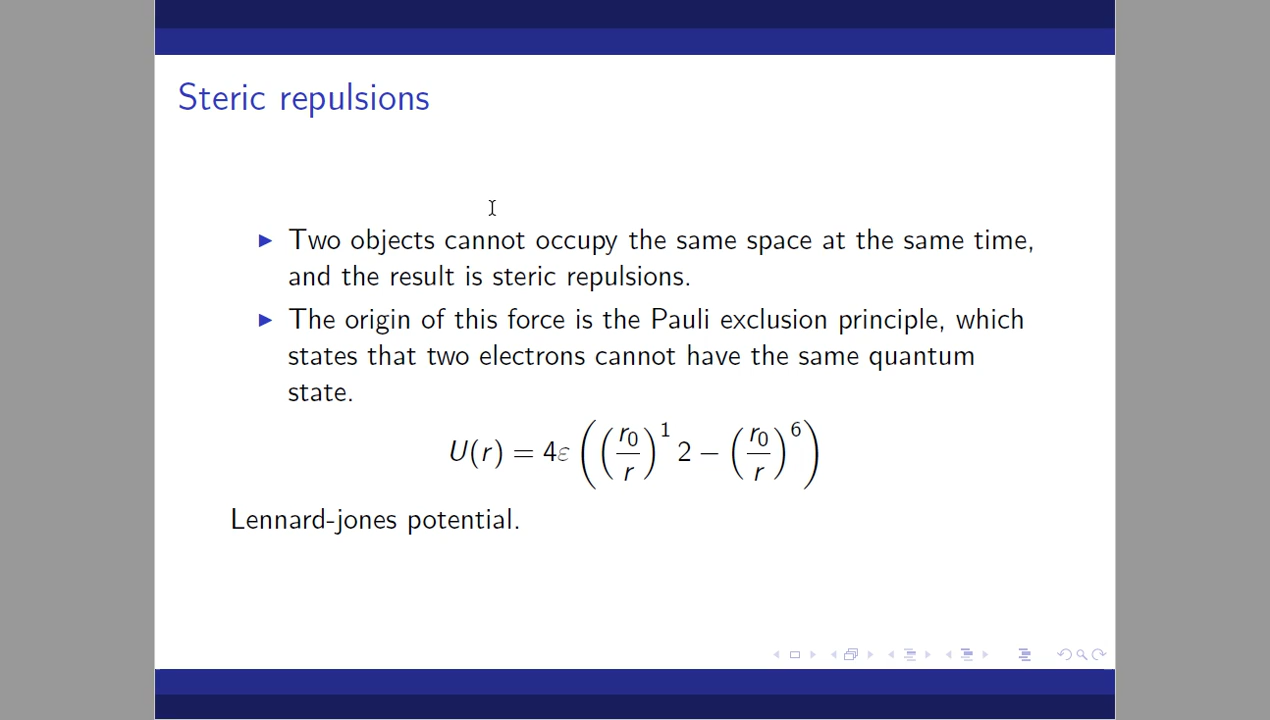 Steric repulsions
▶ Two objects cannot occupy the same space at the same time,
and the result is steric repulsions.
▶ The origin of this force is the Pauli exclusion principle, which
states that two electrons cannot have the same quantum
state.
U(r) = 4ε ((r₀/r)¹ 2 − (r₀/r)⁶)
Lennard-jones potential.